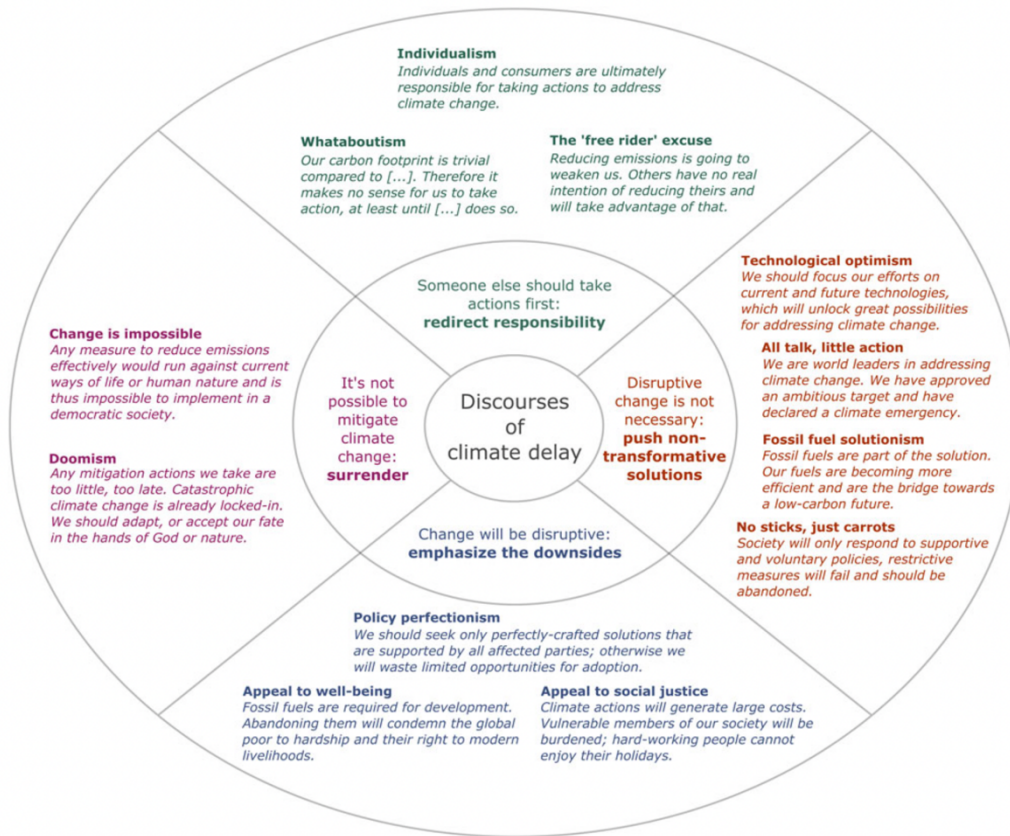 Individualism
Individuals and consumers are ultimately
responsible for taking actions to address
climate change.
Whataboutism
Our carbon footprint is trivial
compared to [...]. Therefore it
makes no sense for us to take
action, at least until [...] does so.
The 'free rider' excuse
Reducing emissions is going to
weaken us. Others have no real
intention of reducing theirs and
will take advantage of that.
Someone else should take
actions first:
redirect responsibility
Technological optimism
We should focus our efforts on
current and future technologies,
which will unlock great possibilities
for addressing climate change.
All talk, little action
We are world leaders in addressing
climate change. We have approved
an ambitious target and have
declared a climate emergency.
Fossil fuel solutionism
Fossil fuels are part of the solution.
Our fuels are becoming more
efficient and are the bridge towards
a low-carbon future.
No sticks, just carrots
Society will only respond to supportive
and voluntary policies, restrictive
measures will fail and should be
abandoned.
Disruptive
change is not
necessary:
push non-
transformative
solutions
Discourses
of
climate delay
It's not
possible to
mitigate
climate
change:
surrender
Change is impossible
Any measure to reduce emissions
effectively would run against current
ways of life or human nature and is
thus impossible to implement in a
democratic society.
Doomism
Any mitigation actions we take are
too little, too late. Catastrophic
climate change is already locked-in.
We should adapt, or accept our fate
in the hands of God or nature.
Change will be disruptive:
emphasize the downsides
Policy perfectionism
We should seek only perfectly-crafted solutions that
are supported by all affected parties; otherwise we
will waste limited opportunities for adoption.
Appeal to well-being
Fossil fuels are required for development.
Abandoning them will condemn the global
poor to hardship and their right to modern
livelihoods.
Appeal to social justice
Climate actions will generate large costs.
Vulnerable members of our society will be
burdened; hard-working people cannot
enjoy their holidays.